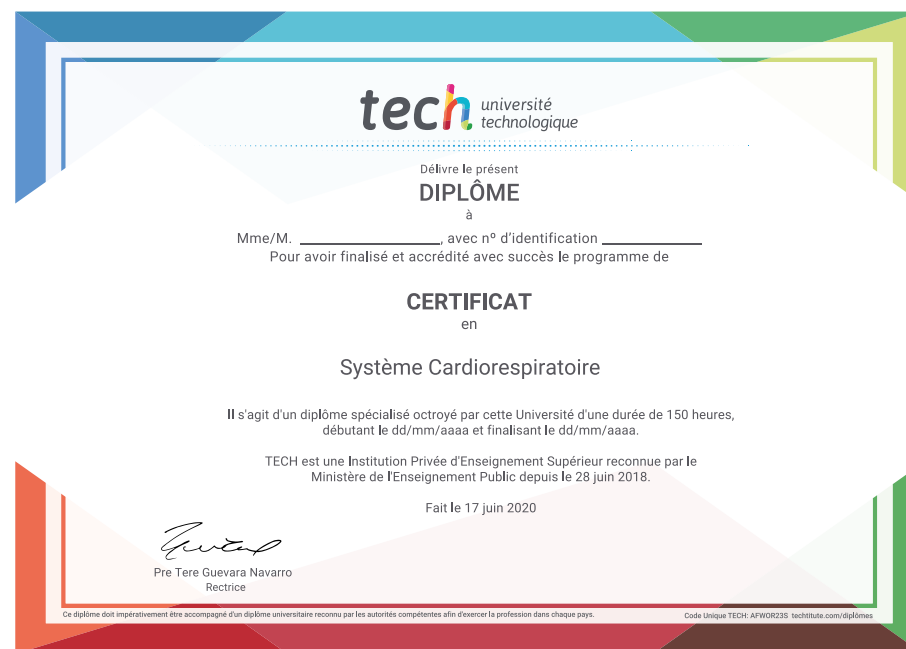 tech université
technologique
Délivre le présent
DIPLÔME
à
Mme/M. ____________________, avec nº d'identification ______________
Pour avoir finalisé et accrédité avec succès le programme de
CERTIFICAT
en
Système Cardiorespiratoire
Il s'agit d'un diplôme spécialisé octroyé par cette Université d'une durée de 150 heures,
débutant le dd/mm/aaaa et finalisant le dd/mm/aaaa.
TECH est une Institution Privée d'Enseignement Supérieur reconnue par le
Ministère de l'Enseignement Public depuis le 28 juin 2018.
Fait le 17 juin 2020
Pre Tere Guevara Navarro
Rectrice
Ce diplôme doit impérativement être accompagné d'un diplôme universitaire reconnu par les autorités compétentes afin d'exercer la profession dans chaque pays.
Code Unique TECH: AFWOR23S techtitute.com/diplômes